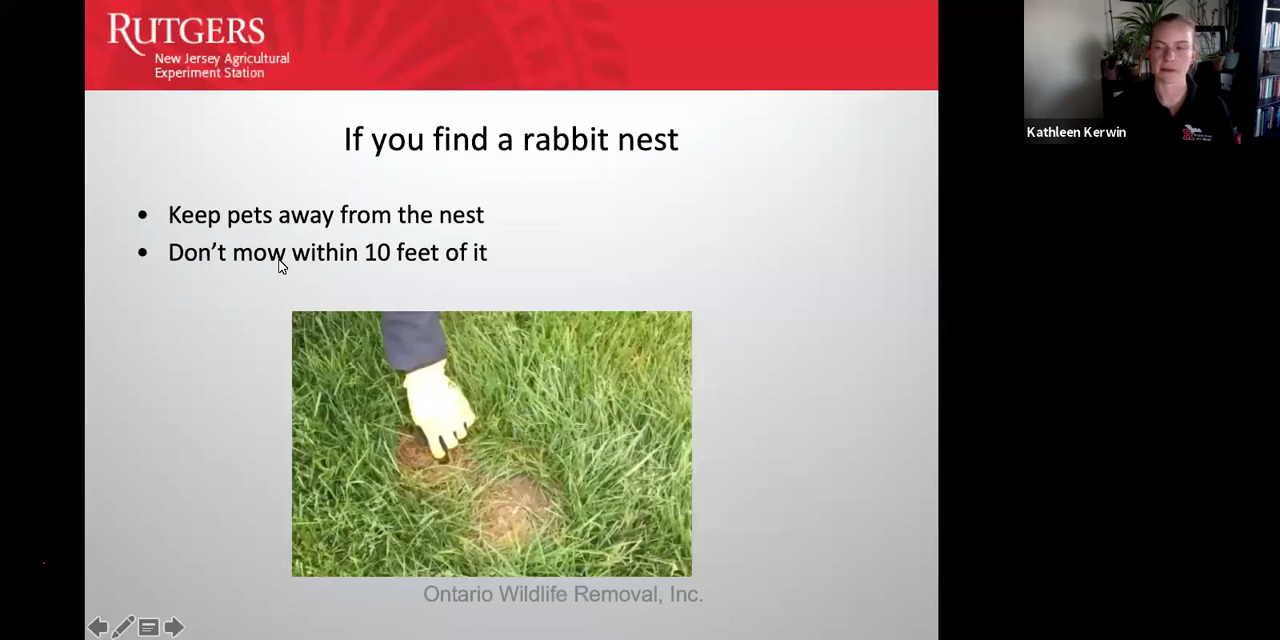 RUTGERS
New Jersey Agricultural
Experiment Station
Kathleen Kerwin
If you find a rabbit nest
• Keep pets away from the nest
• Don’t mow within 10 feet of it
Ontario Wildlife Removal, Inc.